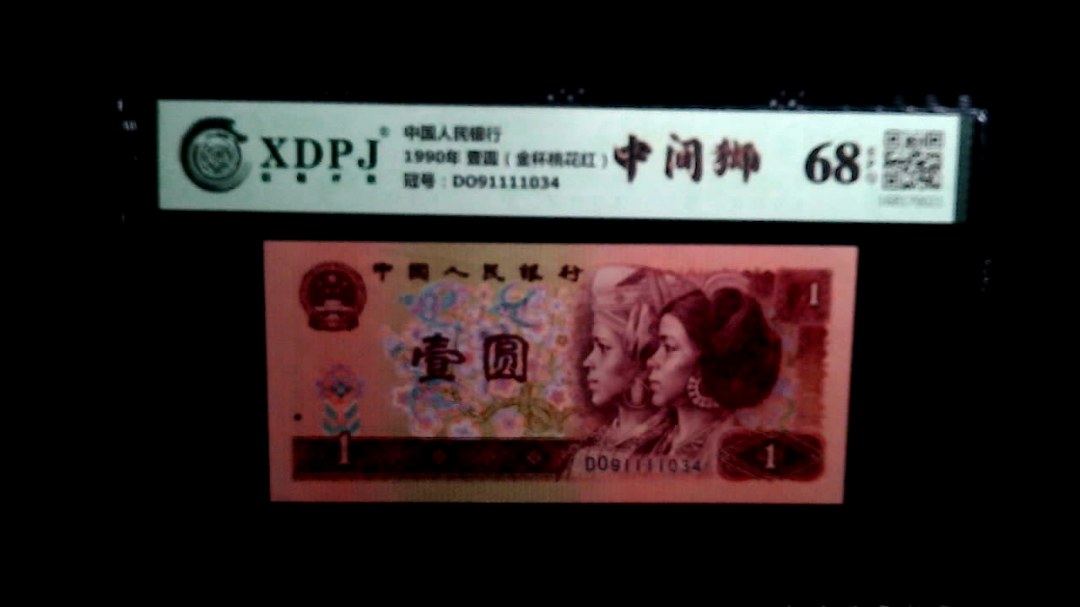 XDPJ®
中国人民银行
1990年 壹圆（金杯桃花红）
冠号：DO91111034
中间狮
68
中国人民银行
1
壹圆
1
DO91111034
1